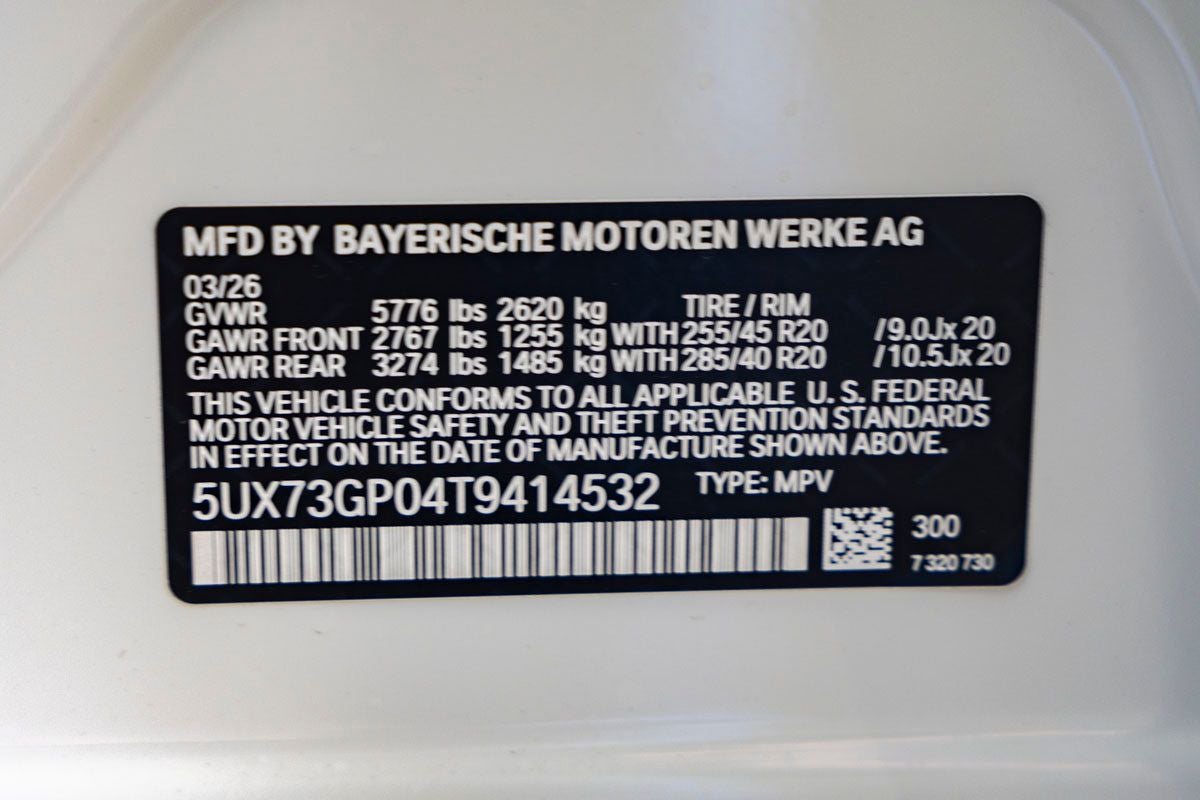 MFD BY BAYERISCHE MOTOREN WERKE AG
03/26
GVWR 5776 lbs 2620 kg TIRE / RIM
GAWR FRONT 2767 lbs 1255 kg WITH 255/45 R20 /9.0Jx 20
GAWR REAR 3274 lbs 1485 kg WITH 285/40 R20 /10.5Jx 20
THIS VEHICLE CONFORMS TO ALL APPLICABLE U. S. FEDERAL
MOTOR VEHICLE SAFETY AND THEFT PREVENTION STANDARDS
IN EFFECT ON THE DATE OF MANUFACTURE SHOWN ABOVE.
5UX73GP04T9414532 TYPE: MPV
300
7 320 730